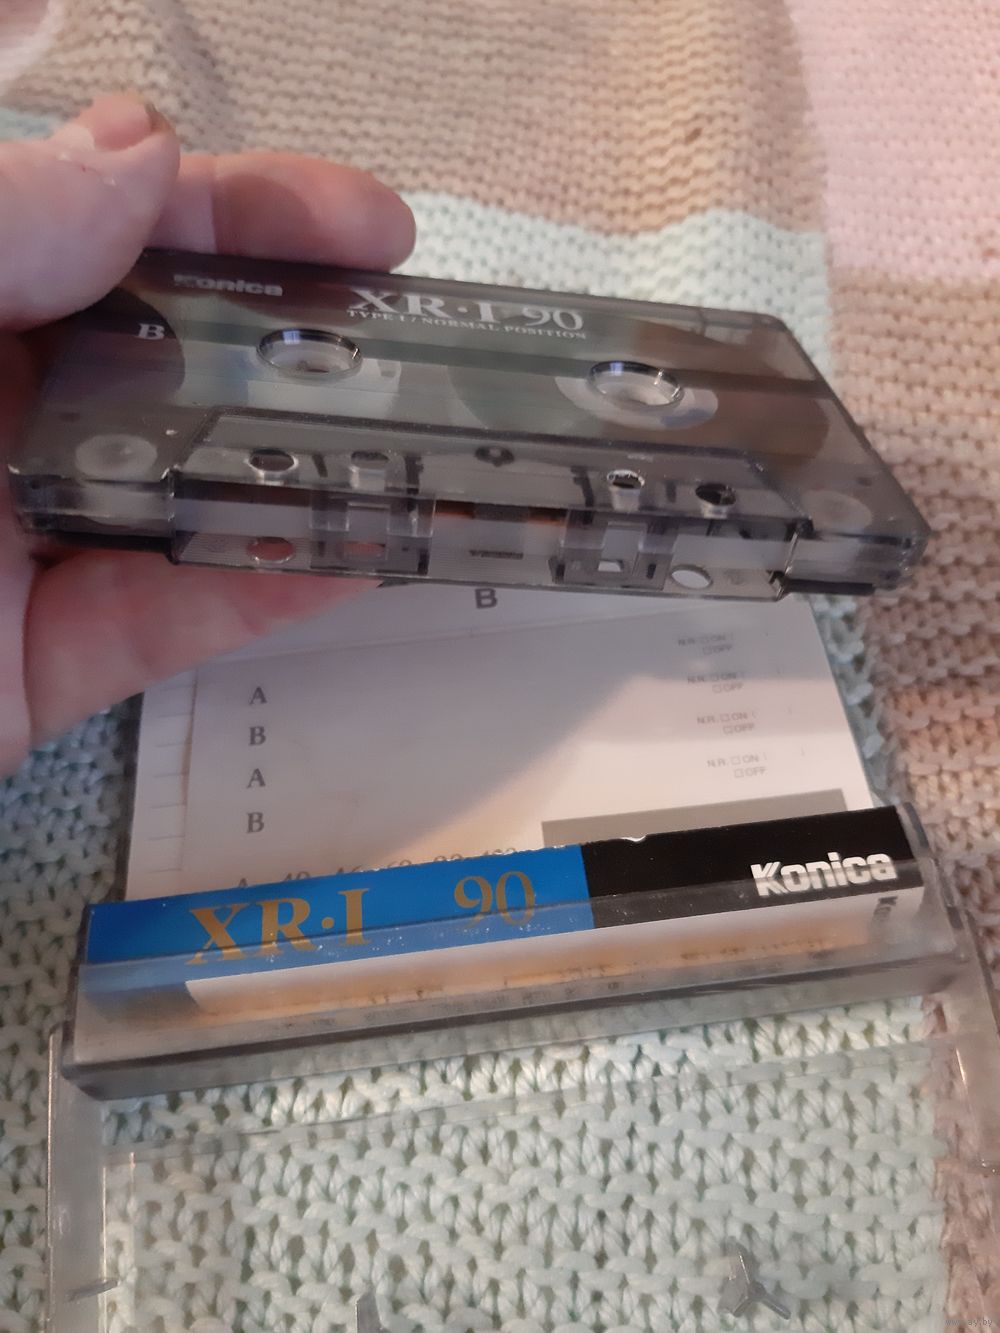 Konica
XR·I 90
TYPE I / NORMAL POSITION
B
B
N.R. □ ON (
□ OFF
A
N.R. □ ON (
□ OFF
B
N.R. □ ON (
□ OFF
A
N.R. □ ON (
□ OFF
B
XR·I 90
Konica